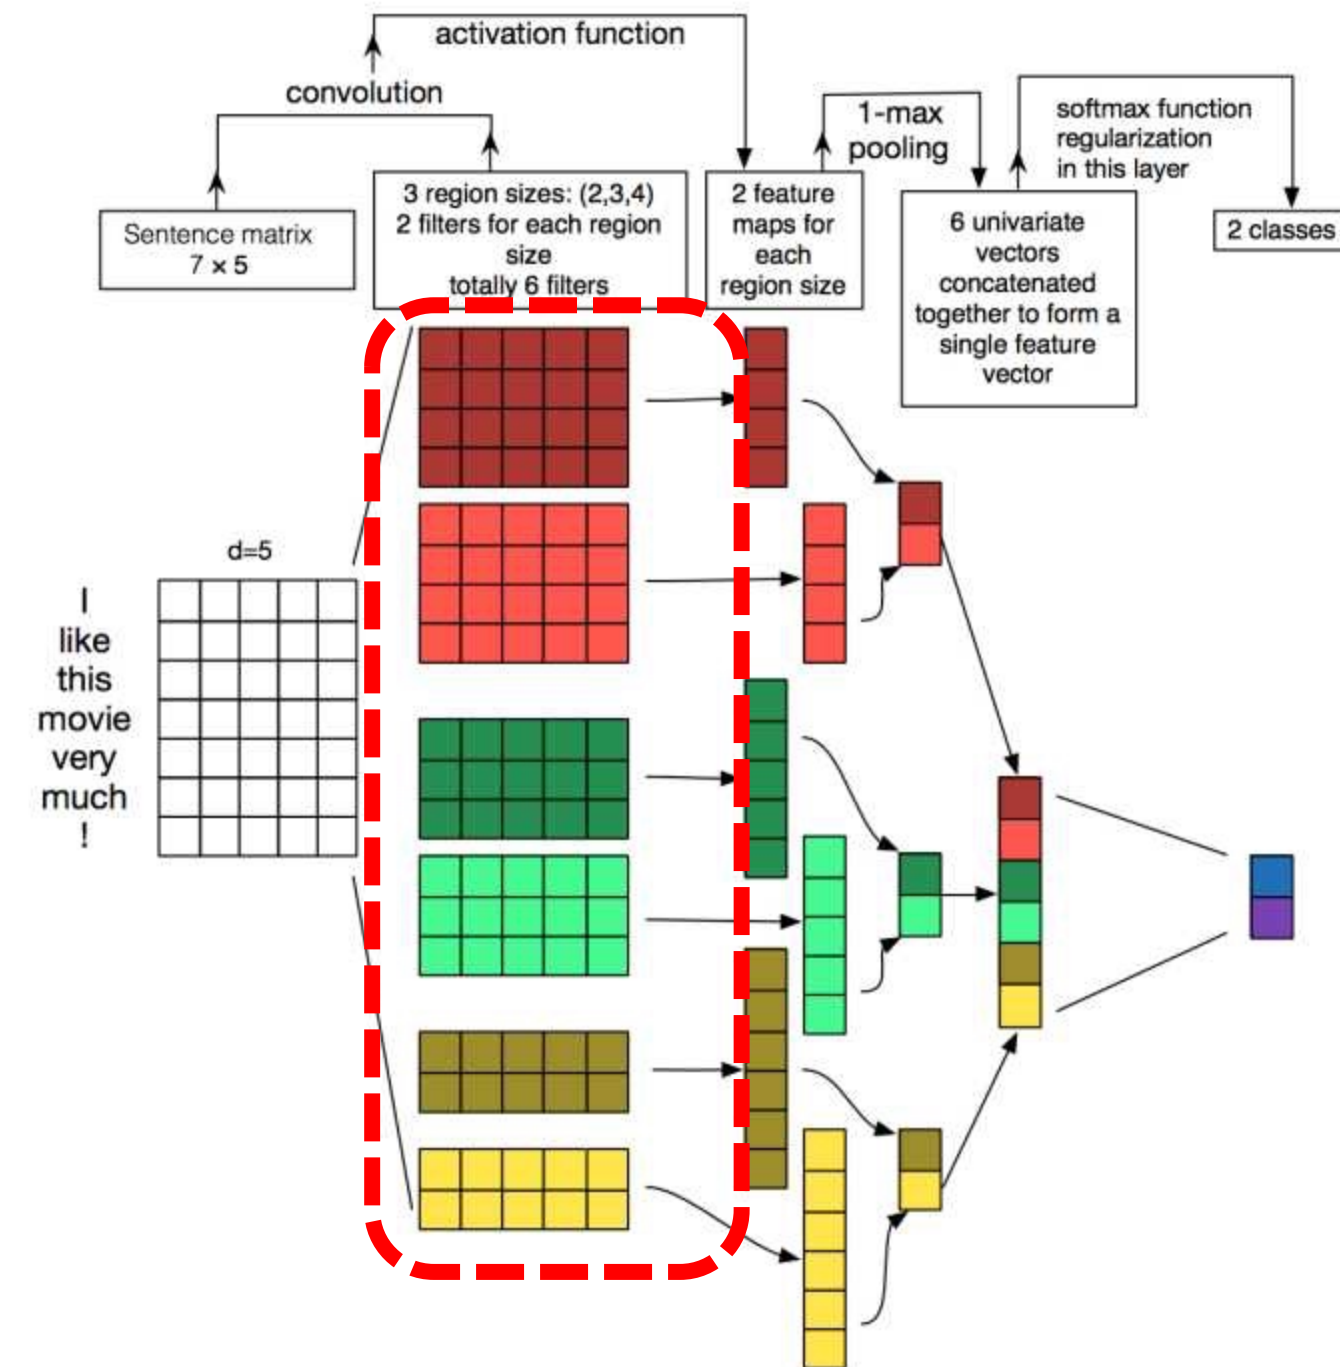 activation function
convolution
1-max
pooling
softmax function
regularization
in this layer
Sentence matrix
7 × 5
3 region sizes: (2,3,4)
2 filters for each region
size
totally 6 filters
2 feature
maps for
each
region size
6 univariate
vectors
concatenated
together to form a
single feature
vector
2 classes
d=5
I
like
this
movie
very
much
!